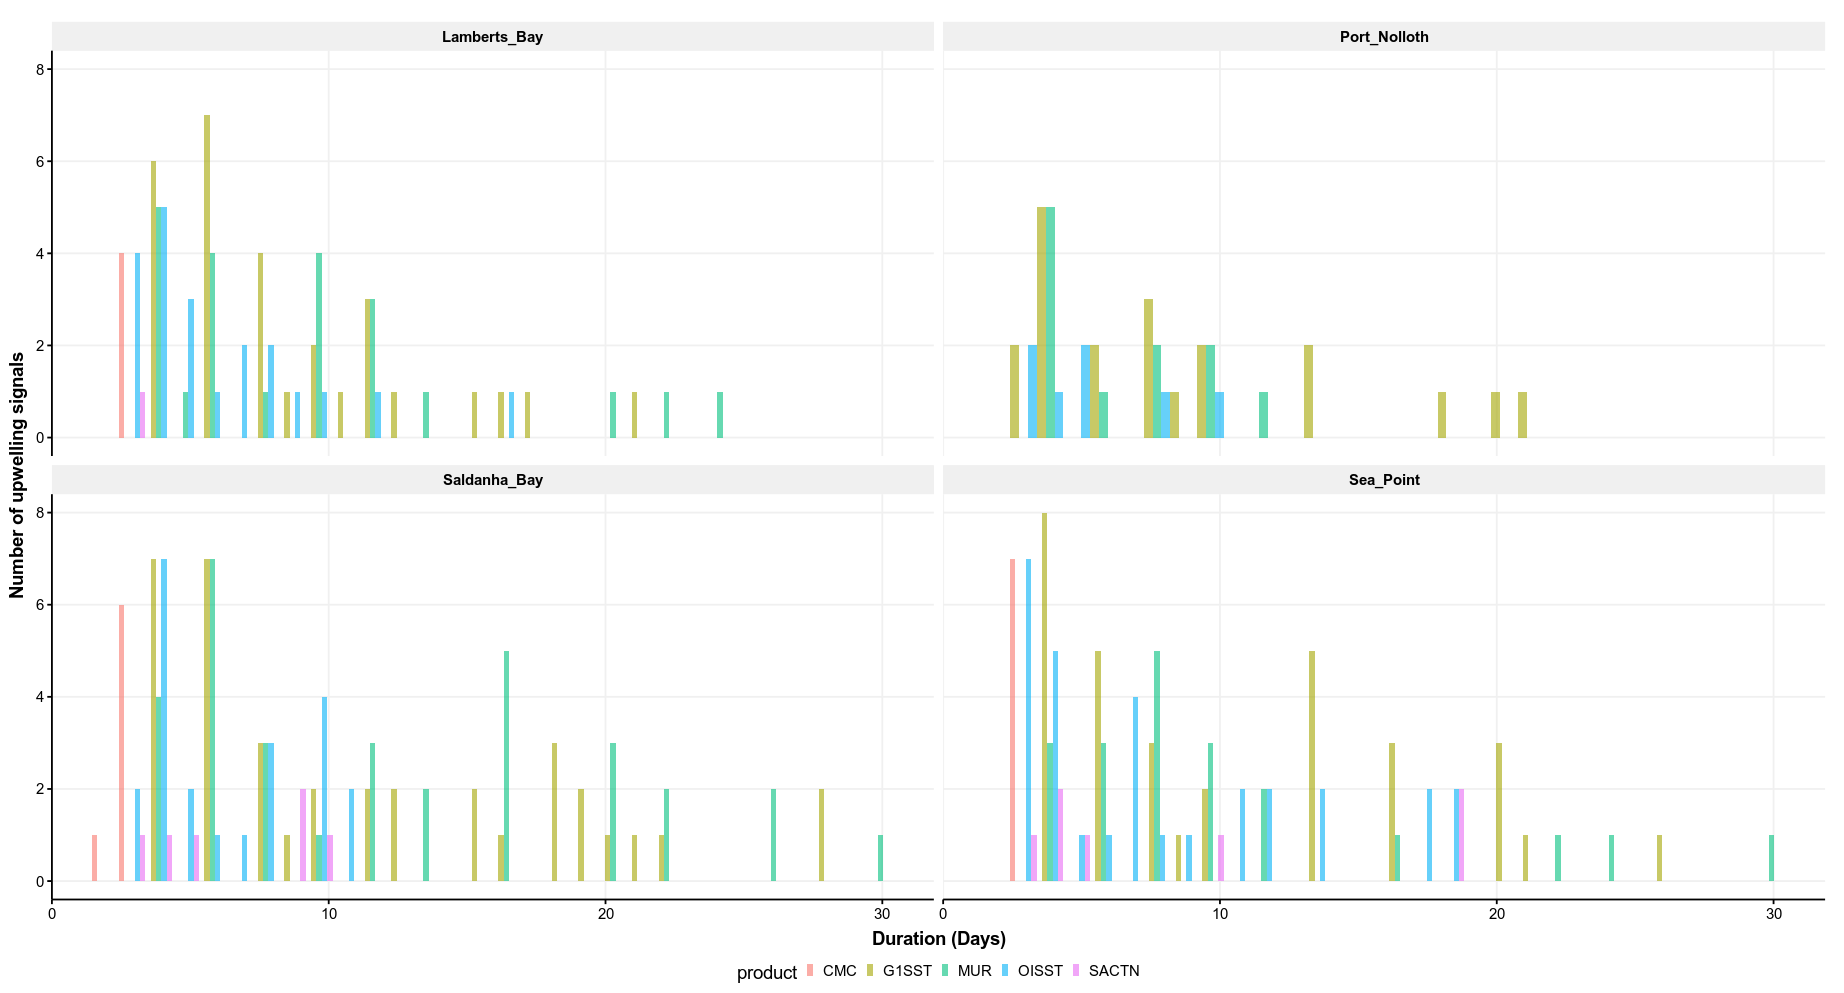 Lamberts_Bay Port_Nolloth
8
6
4
2
0
Saldanha_Bay Sea_Point
8
6
4
2
0
0 10 20 30 0 10 20 30
Number of upwelling signals
Duration (Days)
product CMC G1SST MUR OISST SACTN